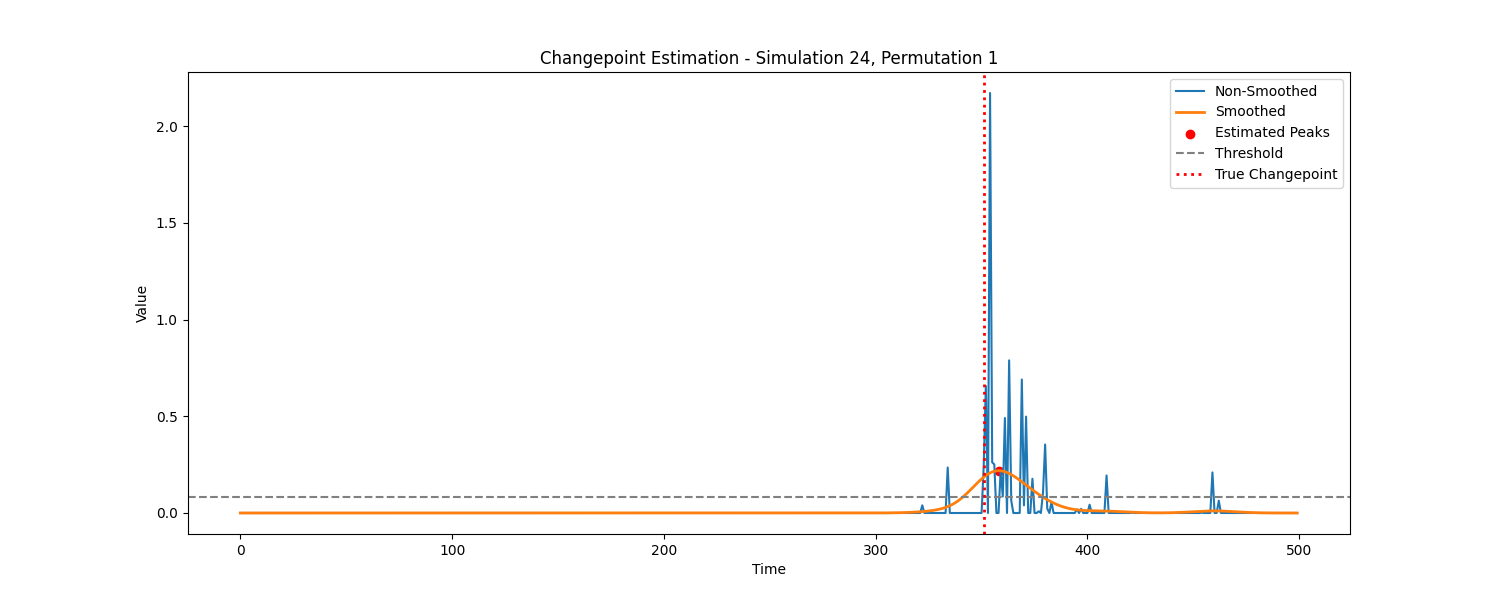 Changepoint Estimation - Simulation 24, Permutation 1
Non-Smoothed
Smoothed
Estimated Peaks
Threshold
True Changepoint
Value
2.0
1.5
1.0
0.5
0.0
0 100 200 300 400 500
Time